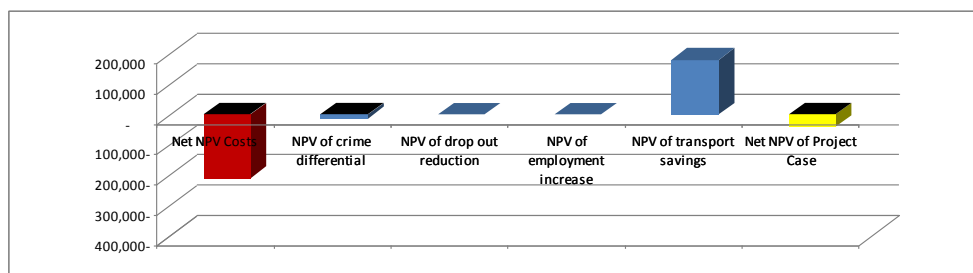 200,000
100,000
-
100,000-
200,000-
300,000-
400,000-
Net NPV Costs
NPV of crime
differential
NPV of drop out
reduction
NPV of
employment
increase
NPV of transport
savings
Net NPV of Project
Case